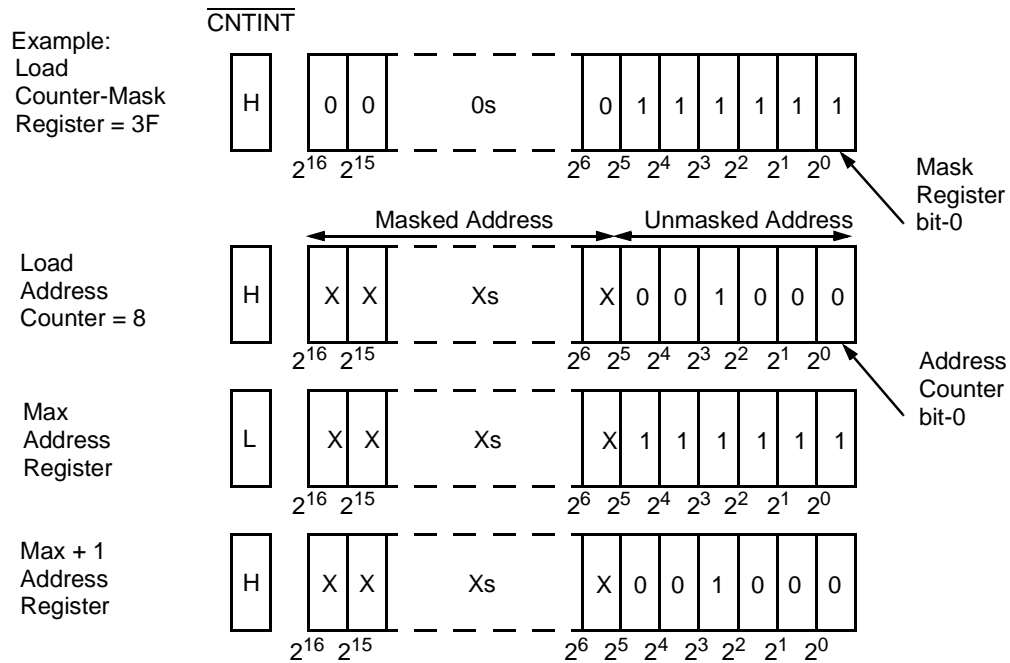 CNTINT
Example:
Load
Counter-Mask
Register = 3F
H 0 0 0s 0 1 1 1 1 1 1
2^16 2^15 2^6 2^5 2^4 2^3 2^2 2^1 2^0
Mask
Register
bit-0
Masked Address Unmasked Address
Load
Address
Counter = 8
H X X Xs X 0 0 1 0 0 0
2^16 2^15 2^6 2^5 2^4 2^3 2^2 2^1 2^0
Address
Counter
bit-0
Max
Address
Register
L X X Xs X 1 1 1 1 1 1
2^16 2^15 2^6 2^5 2^4 2^3 2^2 2^1 2^0
Max + 1
Address
Register
H X X Xs X 0 0 1 0 0 0
2^16 2^15 2^6 2^5 2^4 2^3 2^2 2^1 2^0